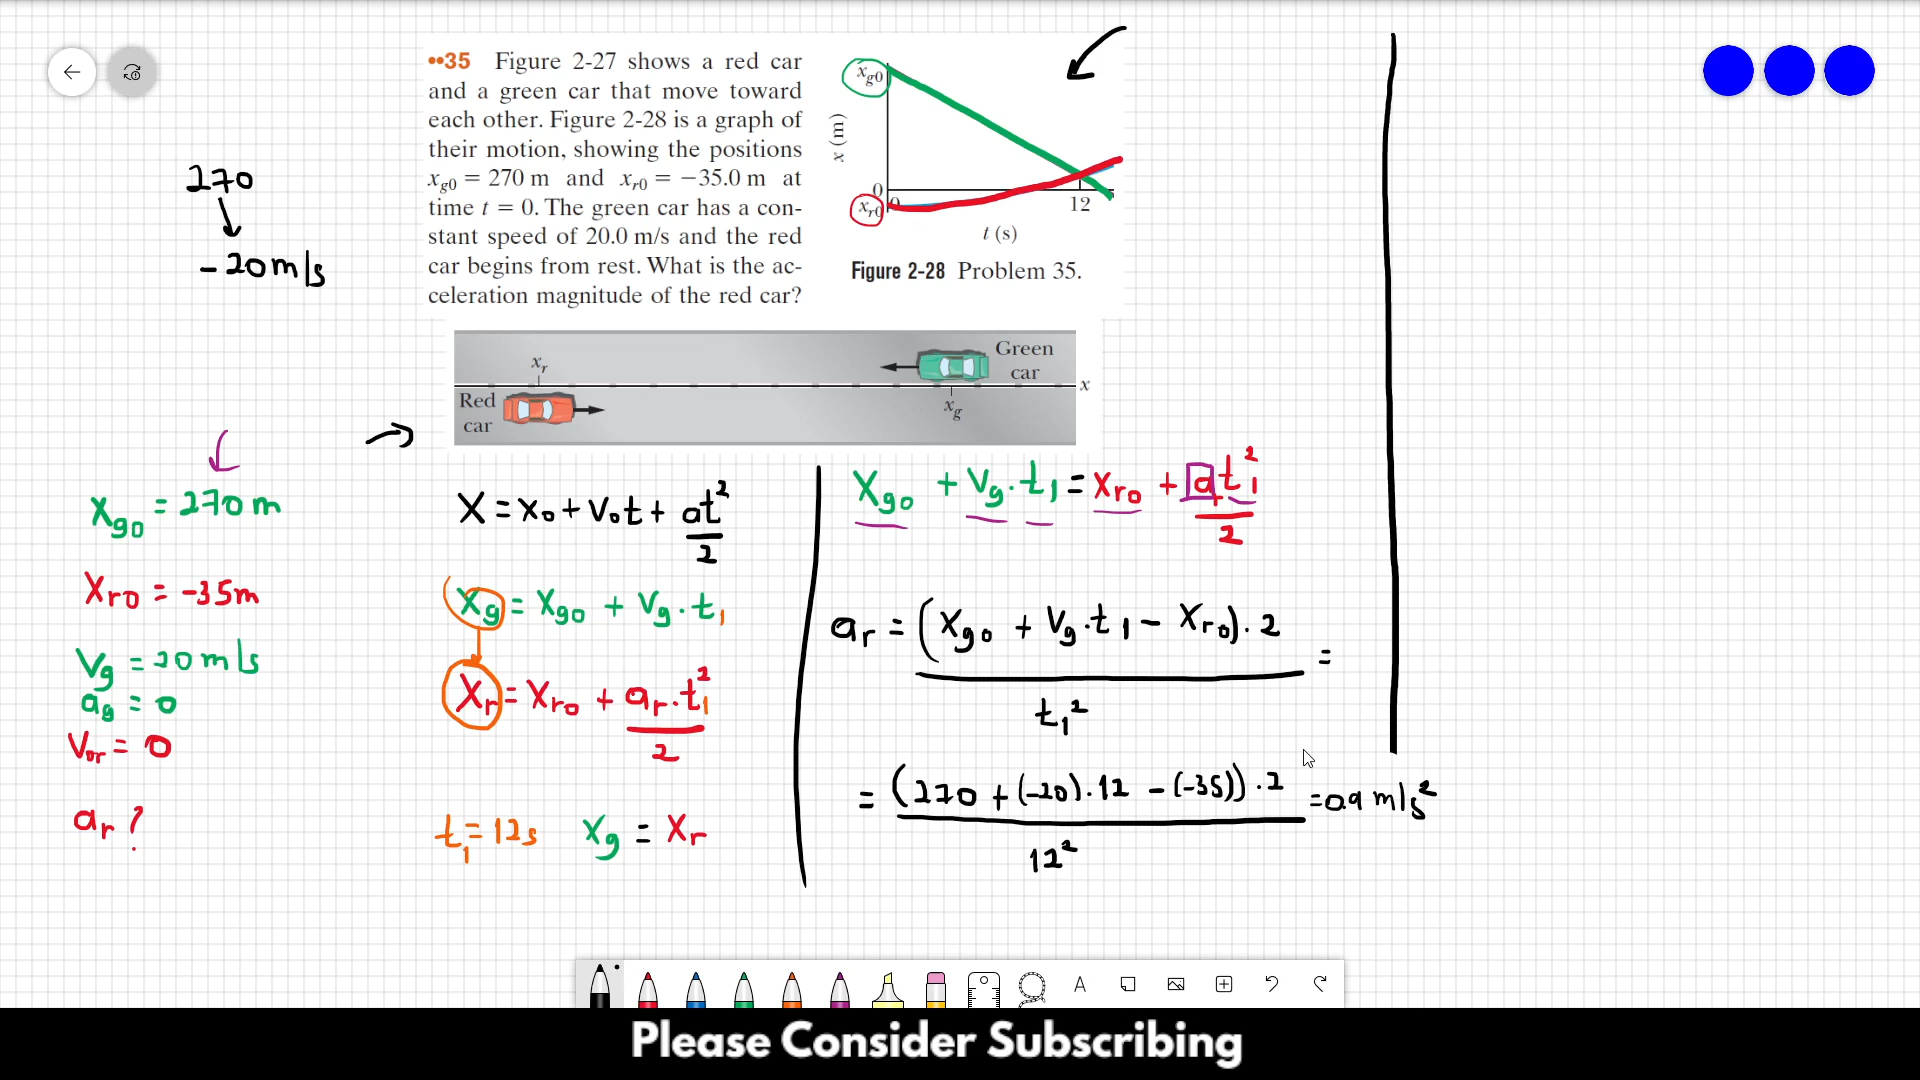 ••35 Figure 2-27 shows a red car
and a green car that move toward
each other. Figure 2-28 is a graph of
their motion, showing the positions
xg0 = 270 m and xr0 = −35.0 m at
time t = 0. The green car has a con-
stant speed of 20.0 m/s and the red
car begins from rest. What is the ac-
celeration magnitude of the red car?
xg0
x (m)
0
xr0
0
12
t (s)
Figure 2-28 Problem 35.
270
-20m/s
xr
Red
car
Green
car
xg
x
Xg0 = 270 m
Xr0 = -35m
Vg = 20m/s
ag = 0
Vor = 0
ar ?
X = X0 + V0t + at²/2
Xg = Xg0 + Vg · t1
Xr = Xr0 + ar · t1²/2
t1 = 12s Xg = Xr
Xg0 + Vg · t1 = Xr0 + art1²/2
ar = (Xg0 + Vg · t1 - Xr0) · 2 / t1² =
= (270 + (-20) · 12 - (-35)) · 2 / 12² = 0.9 m/s²
A
Please Consider Subscribing